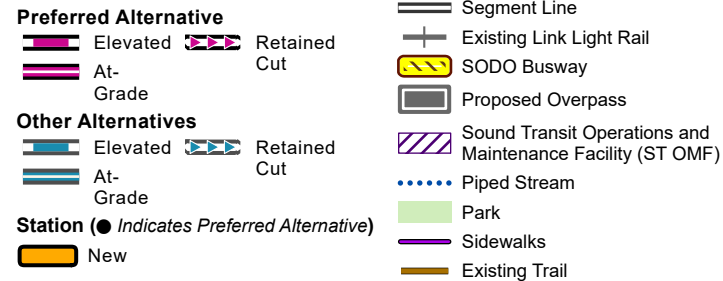 Preferred Alternative
Elevated
Retained
Cut
At-
Grade
Other Alternatives
Elevated
Retained
Cut
At-
Grade
Station (● Indicates Preferred Alternative)
New
Segment Line
Existing Link Light Rail
SODO Busway
Proposed Overpass
Sound Transit Operations and
Maintenance Facility (ST OMF)
Piped Stream
Park
Sidewalks
Existing Trail